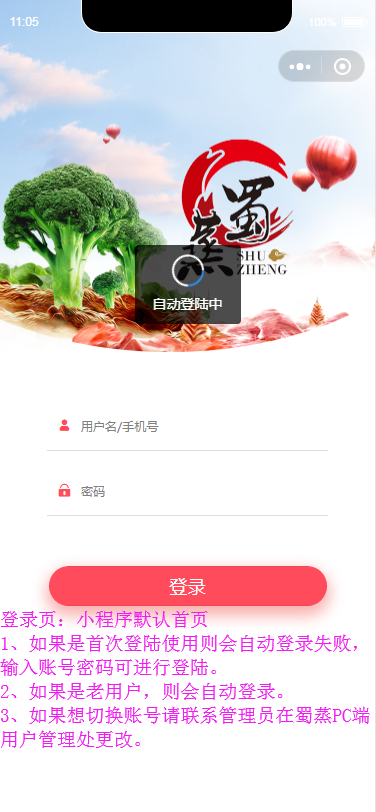 11:05
100%
蜀
蒸
SHU
ZHENG
自动登陆中
用户名/手机号
密码
登录
登录页：小程序默认首页
1、如果是首次登陆使用则会自动登录失败，
输入账号密码可进行登陆。
2、如果是老用户，则会自动登录。
3、如果想切换账号请联系管理员在蜀蒸PC端
用户管理处更改。